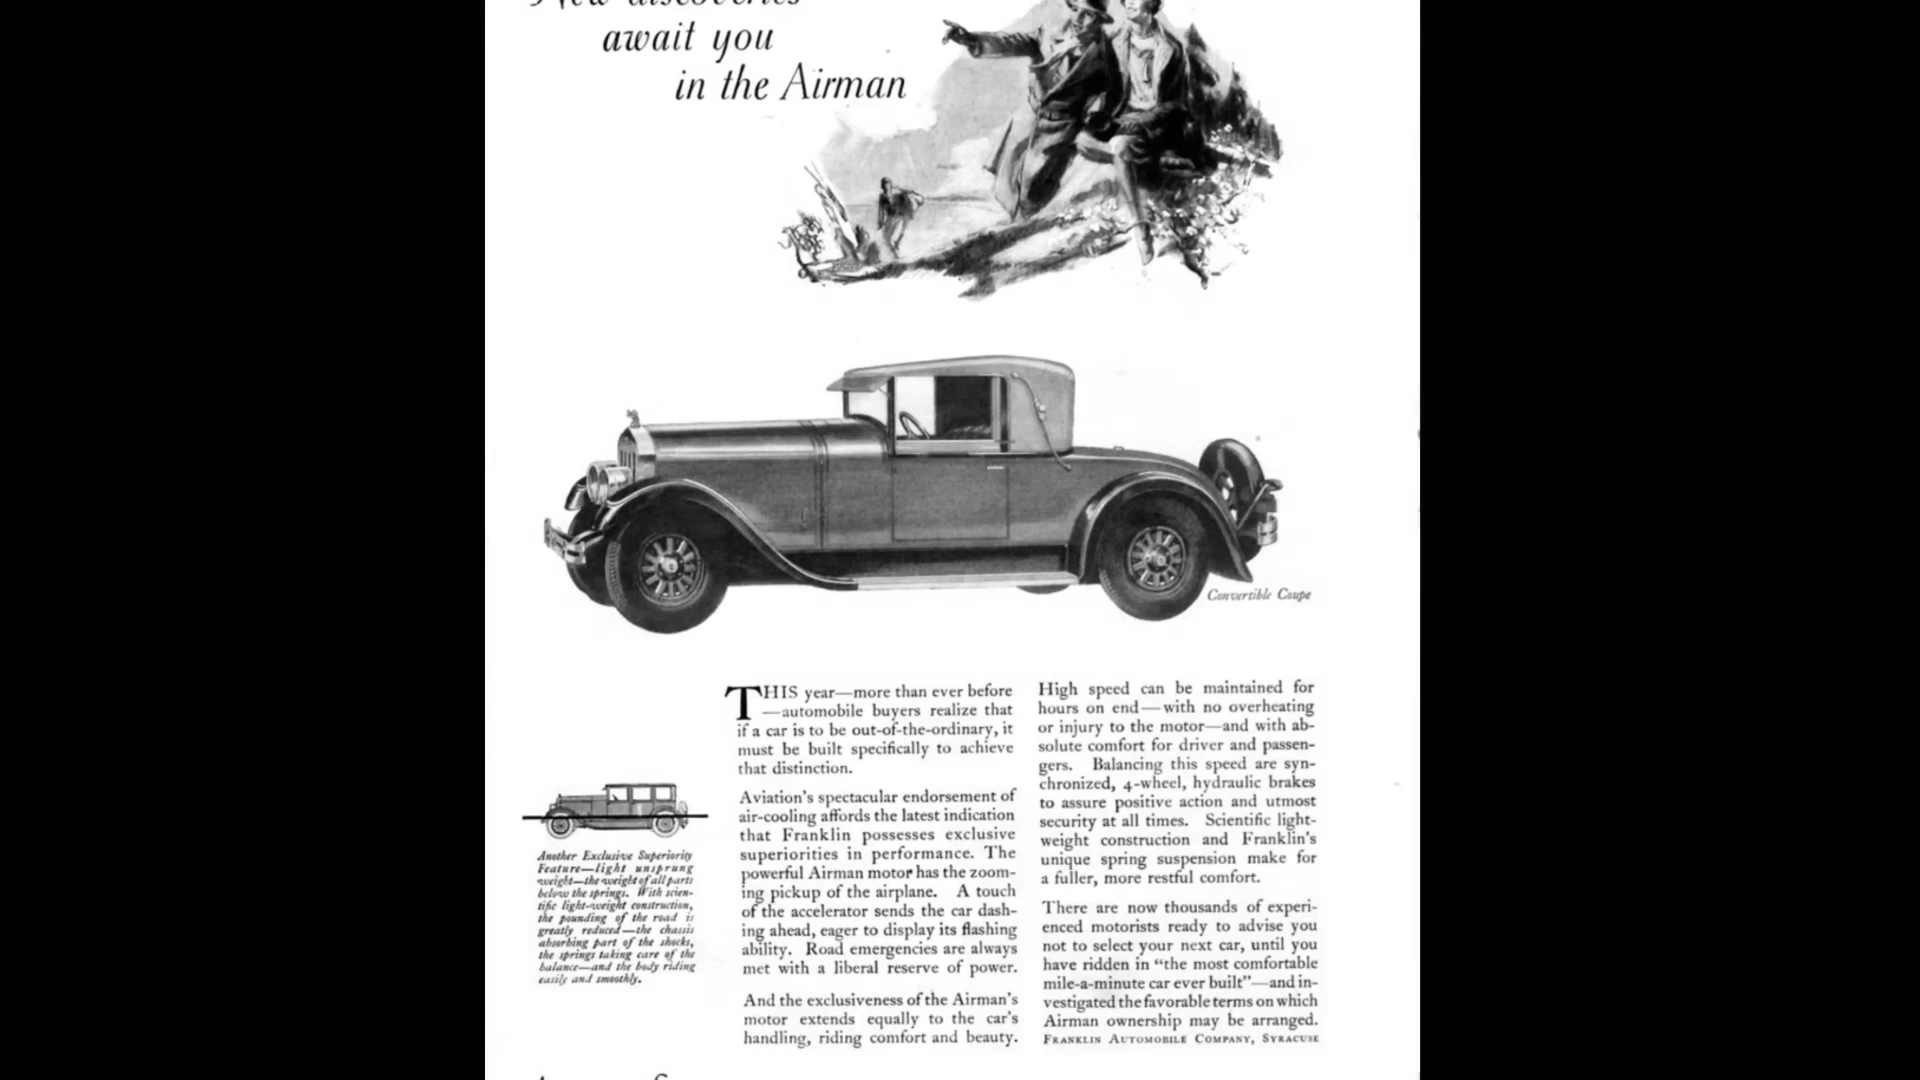 New discoveries
await you
in the Airman
Convertible Coupe
THIS year—more than ever before
—automobile buyers realize that
if a car is to be out-of-the-ordinary, it
must be built specifically to achieve
that distinction.
Aviation's spectacular endorsement of
air-cooling affords the latest indication
that Franklin possesses exclusive
superiorities in performance. The
powerful Airman motor has the zoom-
ing pickup of the airplane. A touch
of the accelerator sends the car dash-
ing ahead, eager to display its flashing
ability. Road emergencies are always
met with a liberal reserve of power.
And the exclusiveness of the Airman's
motor extends equally to the car's
handling, riding comfort and beauty.
High speed can be maintained for
hours on end—with no overheating
or injury to the motor—and with ab-
solute comfort for driver and passen-
gers. Balancing this speed are syn-
chronized, 4-wheel, hydraulic brakes
to assure positive action and utmost
security at all times. Scientific light-
weight construction and Franklin's
unique spring suspension make for
a fuller, more restful comfort.
There are now thousands of experi-
enced motorists ready to advise you
not to select your next car, until you
have ridden in “the most comfortable
mile-a-minute car ever built”—and in-
vestigated the favorable terms on which
Airman ownership may be arranged.
FRANKLIN AUTOMOBILE COMPANY, SYRACUSE
Another Exclusive Superiority
Feature—light unsprung
weight—the weight of all parts
below the springs. With scien-
tific light-weight construction,
the pounding of the road is
greatly reduced—the chassis
absorbing part of the shocks,
the springs taking care of the
balance—and the body riding
easily and smoothly.